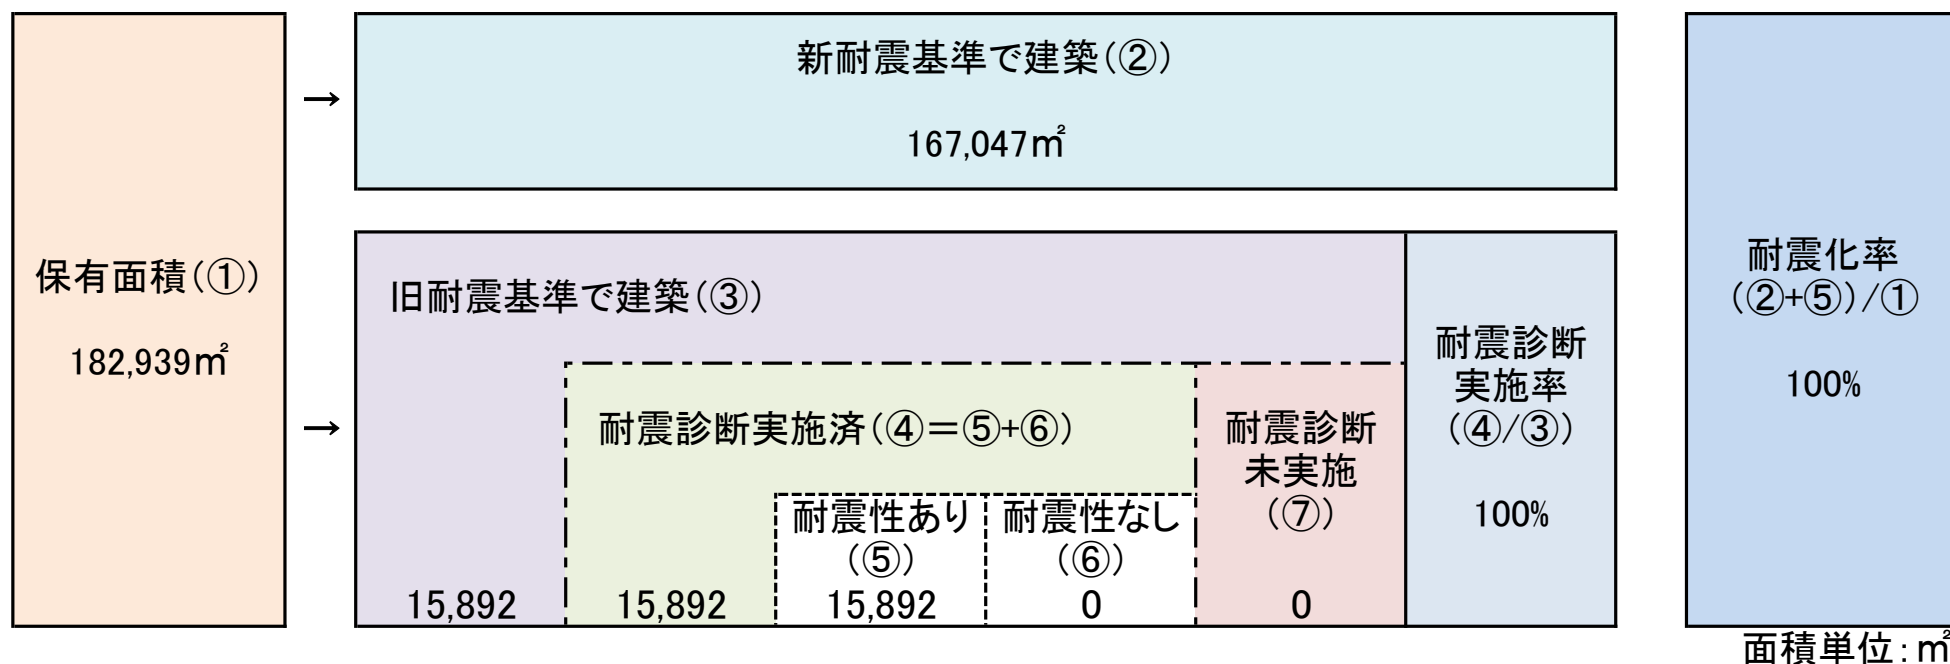 保有面積(①)
182,939㎡
→
新耐震基準で建築(②)
167,047㎡
→
旧耐震基準で建築(③)
15,892
耐震診断実施済(④=⑤+⑥)
15,892
耐震性あり
(⑤)
15,892
耐震性なし
(⑥)
0
耐震診断
未実施
(⑦)
0
耐震診断
実施率
(④/③)
100%
耐震化率
(②+⑤)/①
100%
面積単位:㎡